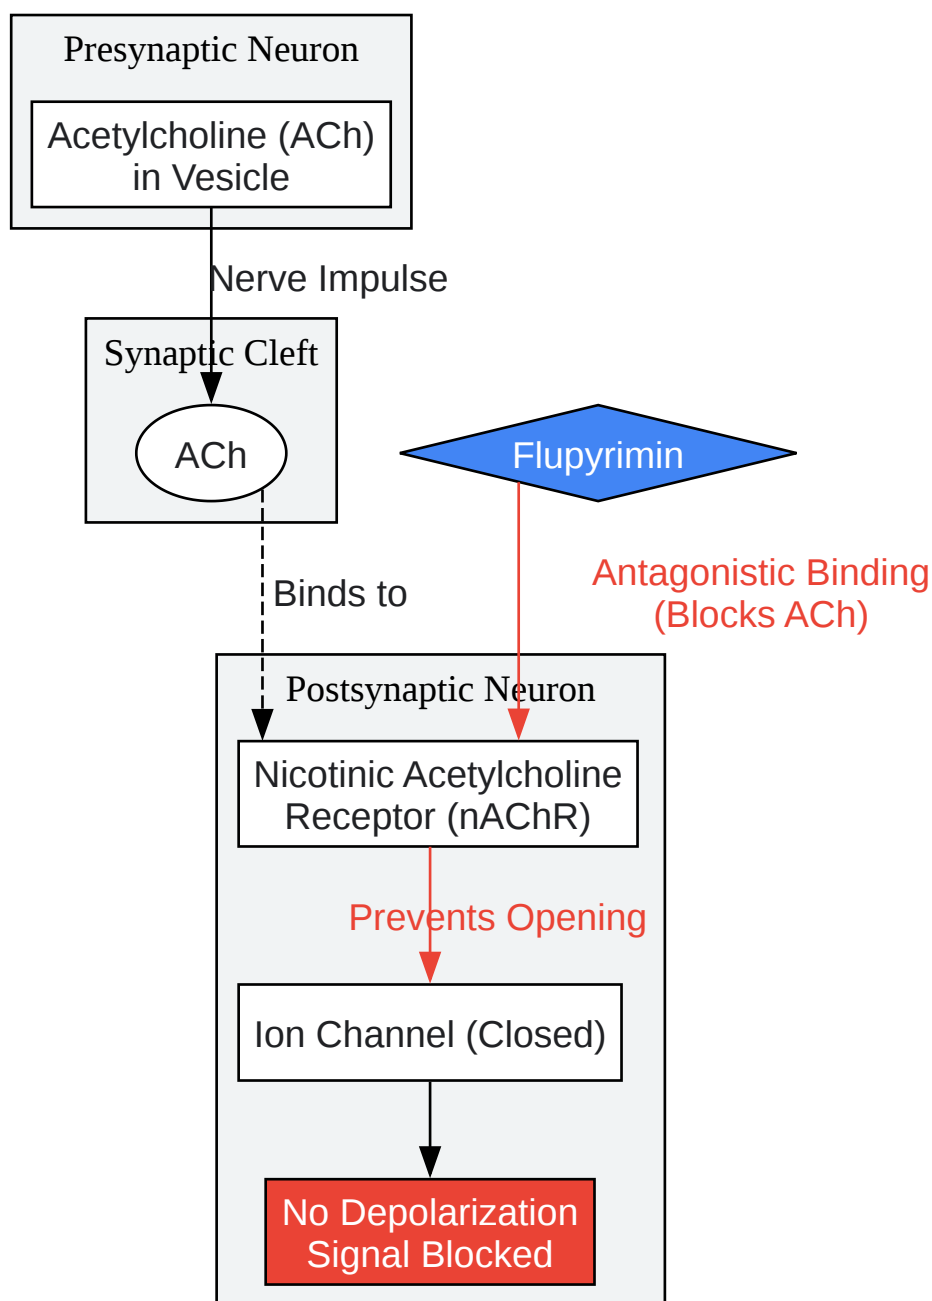 Presynaptic Neuron
Acetylcholine (ACh)
in Vesicle
Nerve Impulse
Synaptic Cleft
ACh
Flupyrimin
Binds to
Antagonistic Binding
(Blocks ACh)
Postsynaptic Neuron
Nicotinic Acetylcholine
Receptor (nAChR)
Prevents Opening
Ion Channel (Closed)
No Depolarization
Signal Blocked